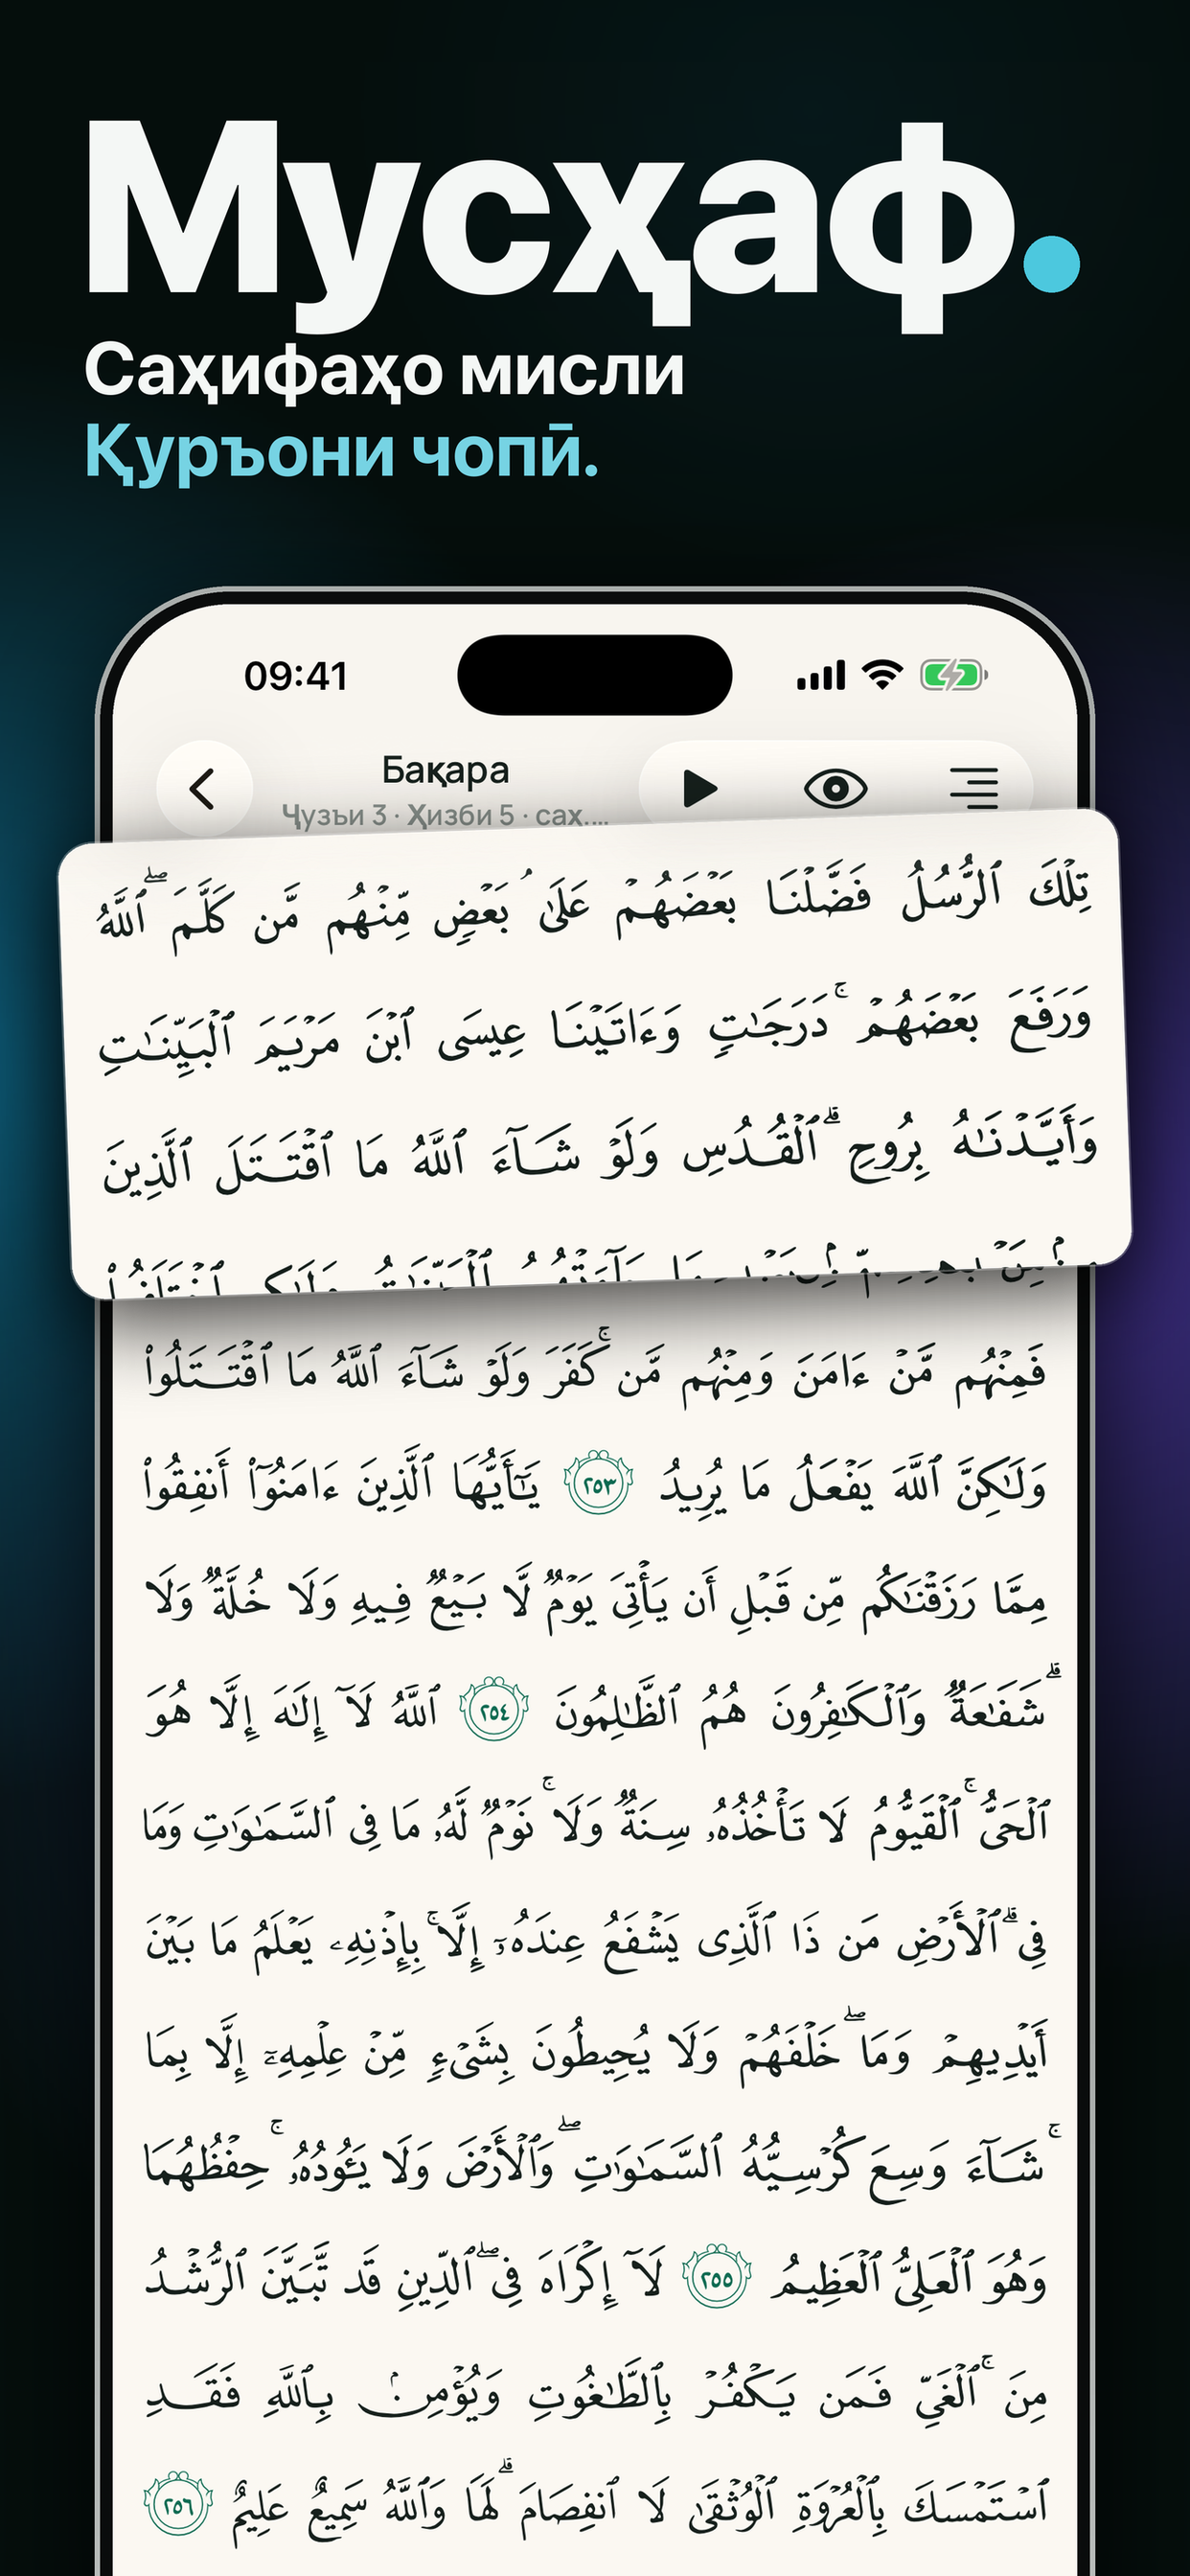 Мусҳаф.
Саҳифаҳо мисли
Қуръони чопӣ.
09:41
Бақара
Ҷузъи 3 · Ҳизби 5 · саҳ....
تِلْكَ ٱلرُّسُلُ فَضَّلْنَا بَعْضَهُمْ عَلَىٰ بَعْضٍ ۘ مِّنْهُم مَّن كَلَّمَ ٱللَّهُ ۖ
وَرَفَعَ بَعْضَهُمْ دَرَجَـٰتٍ ۚ وَءَاتَيْنَا عِيسَى ٱبْنَ مَرْيَمَ ٱلْبَيِّنَـٰتِ
وَأَيَّدْنَـٰهُ بِرُوحِ ٱلْقُدُسِ ۗ وَلَوْ شَآءَ ٱللَّهُ مَا ٱقْتَتَلَ ٱلَّذِينَ
فَمِنْهُم مَّنْ ءَامَنَ وَمِنْهُم مَّن كَفَرَ ۚ وَلَوْ شَآءَ ٱللَّهُ مَا ٱقْتَتَلُوا۟
وَلَـٰكِنَّ ٱللَّهَ يَفْعَلُ مَا يُرِيدُ ٢٥٣ يَـٰٓأَيُّهَا ٱلَّذِينَ ءَامَنُوٓا۟ أَنفِقُوا۟
مِمَّا رَزَقْنَـٰكُم مِّن قَبْلِ أَن يَأْتِىَ يَوْمٌ لَّا بَيْعٌ فِيهِ وَلَا خُلَّةٌ وَلَا
شَفَـٰعَةٌ ۗ وَٱلْكَـٰفِرُونَ هُمُ ٱلظَّـٰلِمُونَ ٢٥٤ ٱللَّهُ لَآ إِلَـٰهَ إِلَّا هُوَ
ٱلْحَىُّ ٱلْقَيُّومُ ۚ لَا تَأْخُذُهُۥ سِنَةٌ وَلَا نَوْمٌ ۚ لَّهُۥ مَا فِى ٱلسَّمَـٰوَٰتِ وَمَا
فِى ٱلْأَرْضِ ۗ مَن ذَا ٱلَّذِى يَشْفَعُ عِندَهُۥٓ إِلَّا بِإِذْنِهِۦ ۚ يَعْلَمُ مَا بَيْنَ
أَيْدِيهِمْ وَمَا خَلْفَهُمْ ۖ وَلَا يُحِيطُونَ بِشَىْءٍ مِّنْ عِلْمِهِۦٓ إِلَّا بِمَا
شَآءَ ۚ وَسِعَ كُرْسِيُّهُ ٱلسَّمَـٰوَٰتِ وَٱلْأَرْضَ ۖ وَلَا يَـُٔودُهُۥ حِفْظُهُمَا ۚ
وَهُوَ ٱلْعَلِىُّ ٱلْعَظِيمُ ٢٥٥ لَآ إِكْرَاهَ فِى ٱلدِّينِ ۖ قَد تَّبَيَّنَ ٱلرُّشْدُ
مِنَ ٱلْغَىِّ ۚ فَمَن يَكْفُرْ بِٱلطَّـٰغُوتِ وَيُؤْمِنۢ بِٱللَّهِ فَقَدِ
ٱسْتَمْسَكَ بِٱلْعُرْوَةِ ٱلْوُثْقَىٰ لَا ٱنفِصَامَ لَهَا ۗ وَٱللَّهُ سَمِيعٌ عَلِيمٌ ٢٥٦